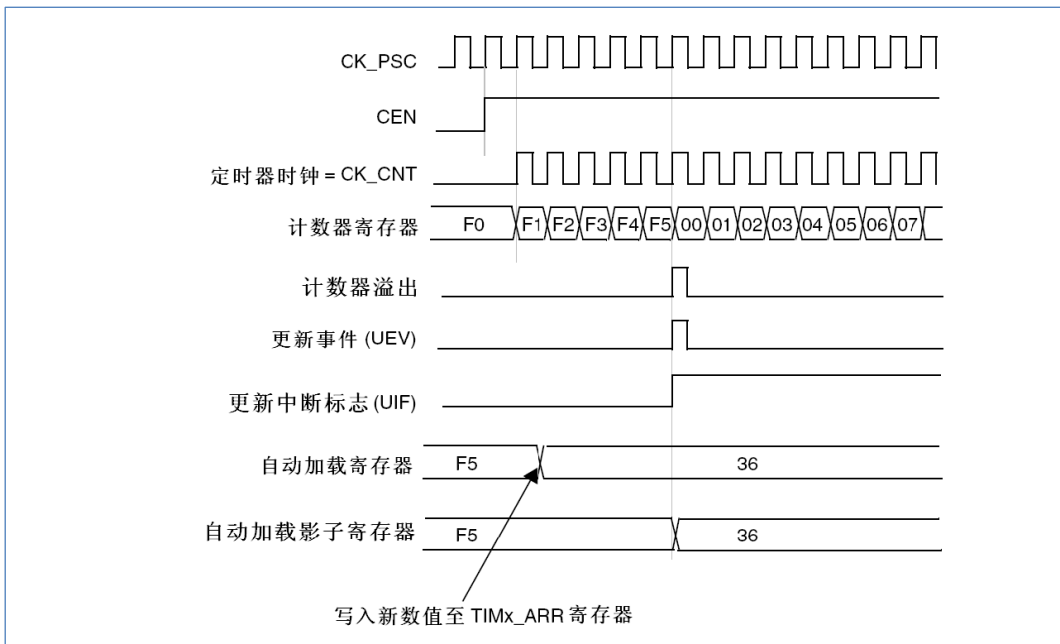 CK_PSC
CEN
定时器时钟 = CK_CNT
计数器寄存器 F0 F1 F2 F3 F4 F5 00 01 02 03 04 05 06 07
计数器溢出
更新事件 (UEV)
更新中断标志 (UIF)
自动加载寄存器 F5 36
自动加载影子寄存器 F5 36
写入新数值至 TIMx_ARR 寄存器